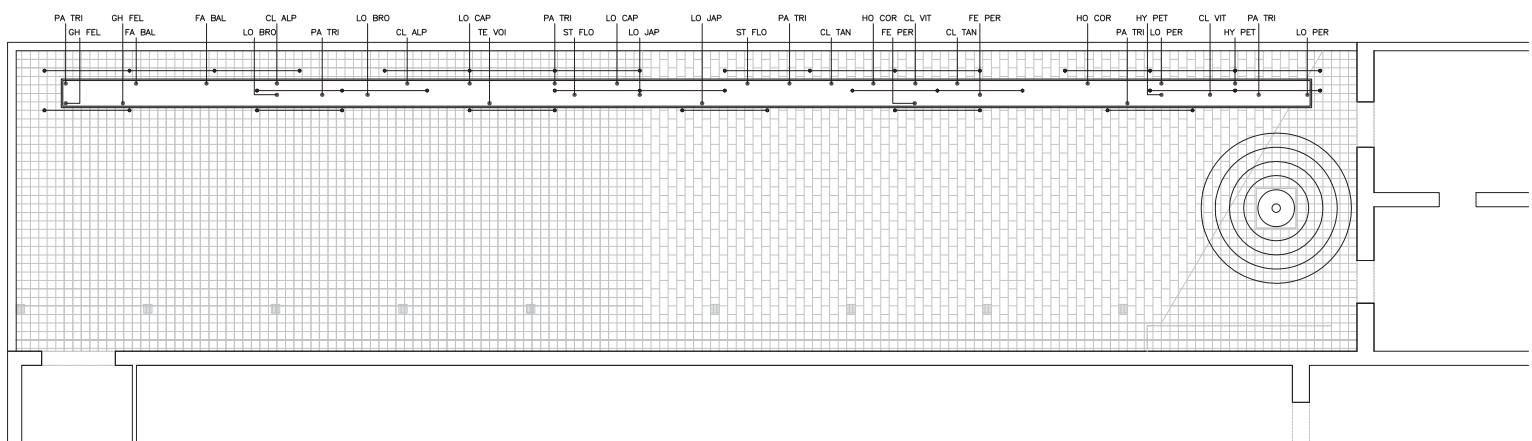 PA TRI GH FEL FA BAL CL ALP LO BRO LO CAP PA TRI LO CAP LO JAP PA TRI HO COR CL VIT FE PER HO COR HY PET CL VIT PA TRI
GH FEL FA BAL LO BRO PA TRI CL ALP TE VOI ST FLO LO JAP ST FLO CL TAN FE PER CL TAN PA TRI LO PER HY PET LO PER